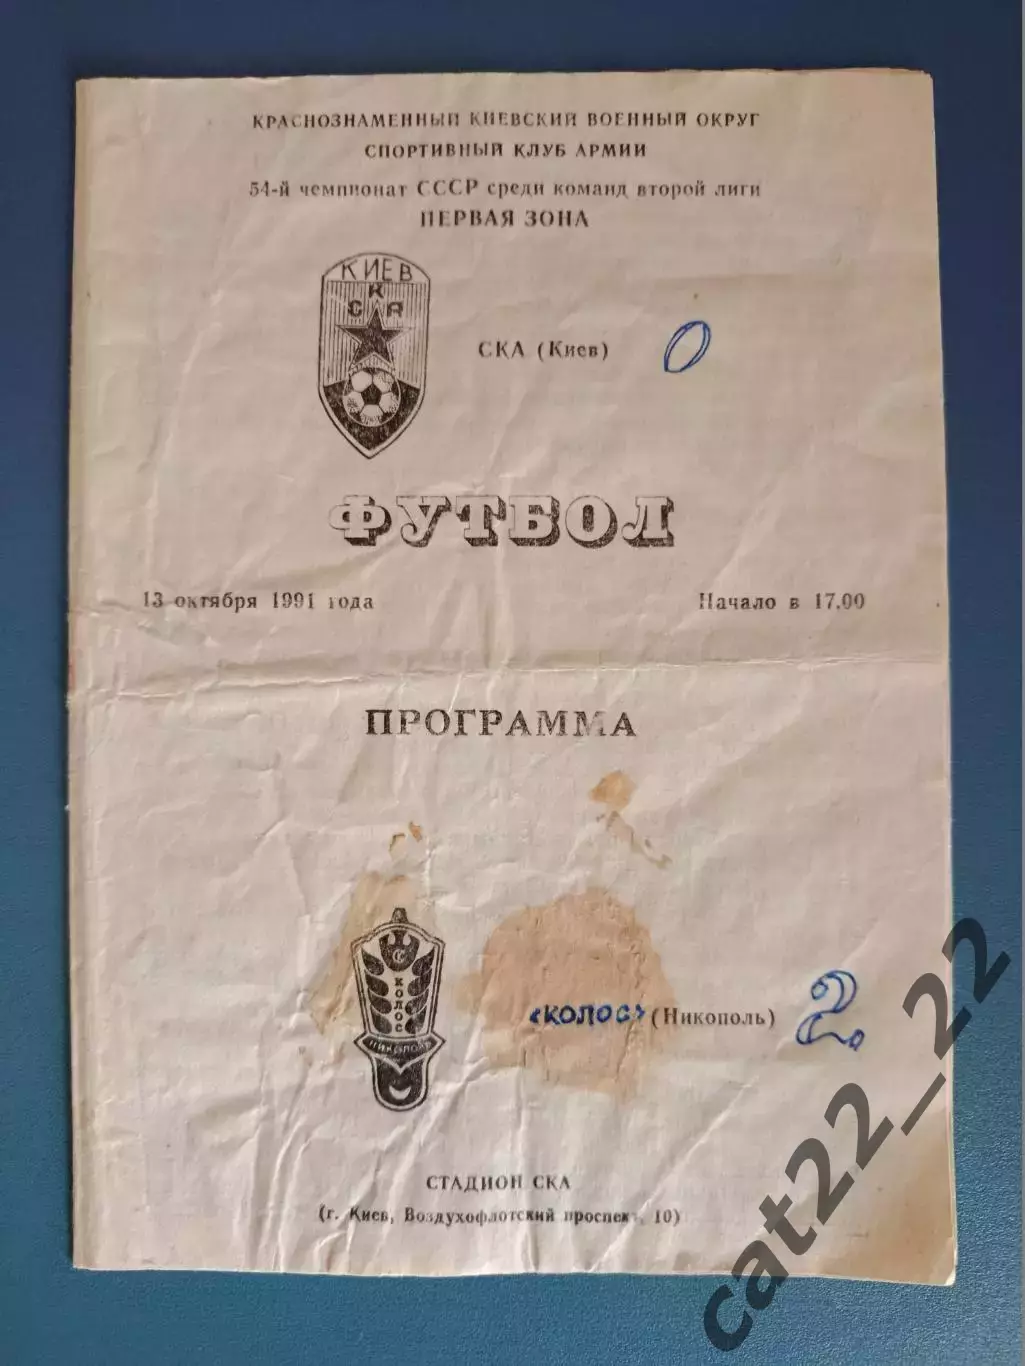 КРАСНОЗНАМЕННЫЙ КИЕВСКИЙ ВОЕННЫЙ ОКРУГ
СПОРТИВНЫЙ КЛУБ АРМИИ
54-й чемпионат СССР среди команд второй лиги
ПЕРВАЯ ЗОНА
КИЕВ
СКА
СКА (Киев) 0
ФУТБОЛ
13 октября 1991 года Начало в 17.00
ПРОГРАММА
КОЛОС
НИКОПОЛЬ
«КОЛОС» (Никополь) 2.
СТАДИОН СКА
(г. Киев, Воздухофлотский проспект, 10)
cat22_22